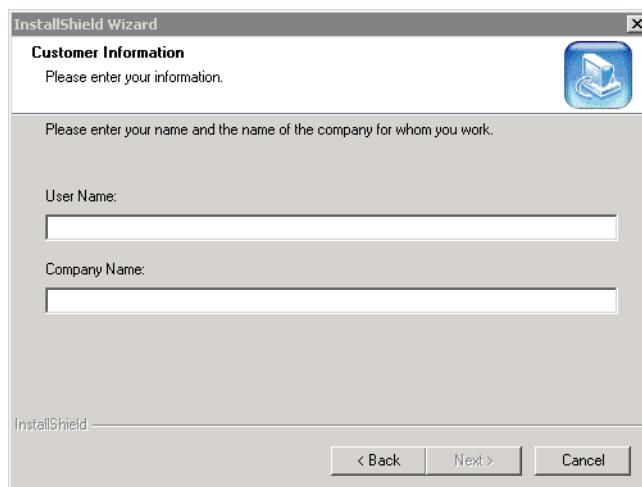 InstallShield Wizard
Customer Information
Please enter your information.
Please enter your name and the name of the company for whom you work.
User Name:
Company Name:
InstallShield
< Back Next > Cancel